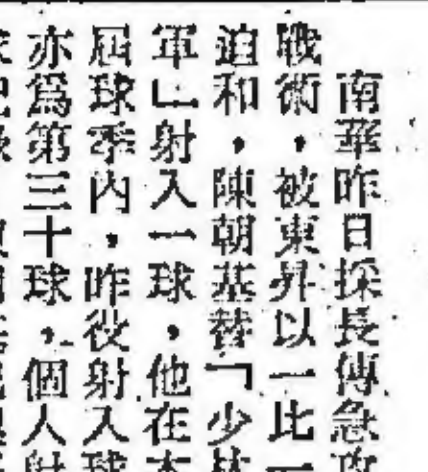 南華昨日採長傳急攻
戰術，被東昇以一比一
迫和，陳朝基替「少林
軍」射入一球，他在本
屆球季內，昨役射入球
亦爲第三十球，個人射